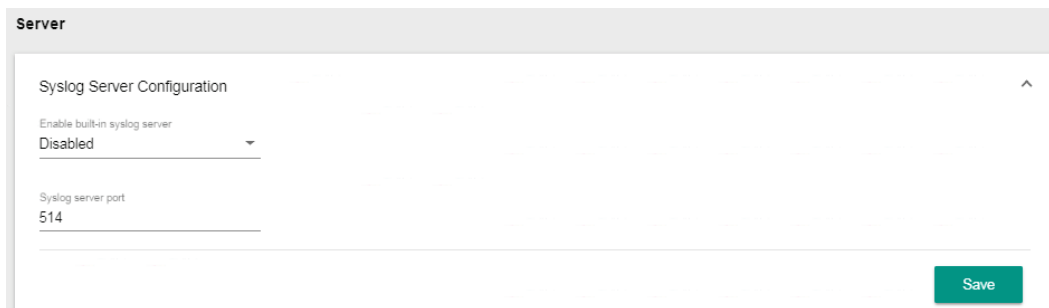 Server
Syslog Server Configuration
Enable built-in syslog server
Disabled
Syslog server port
514
Save